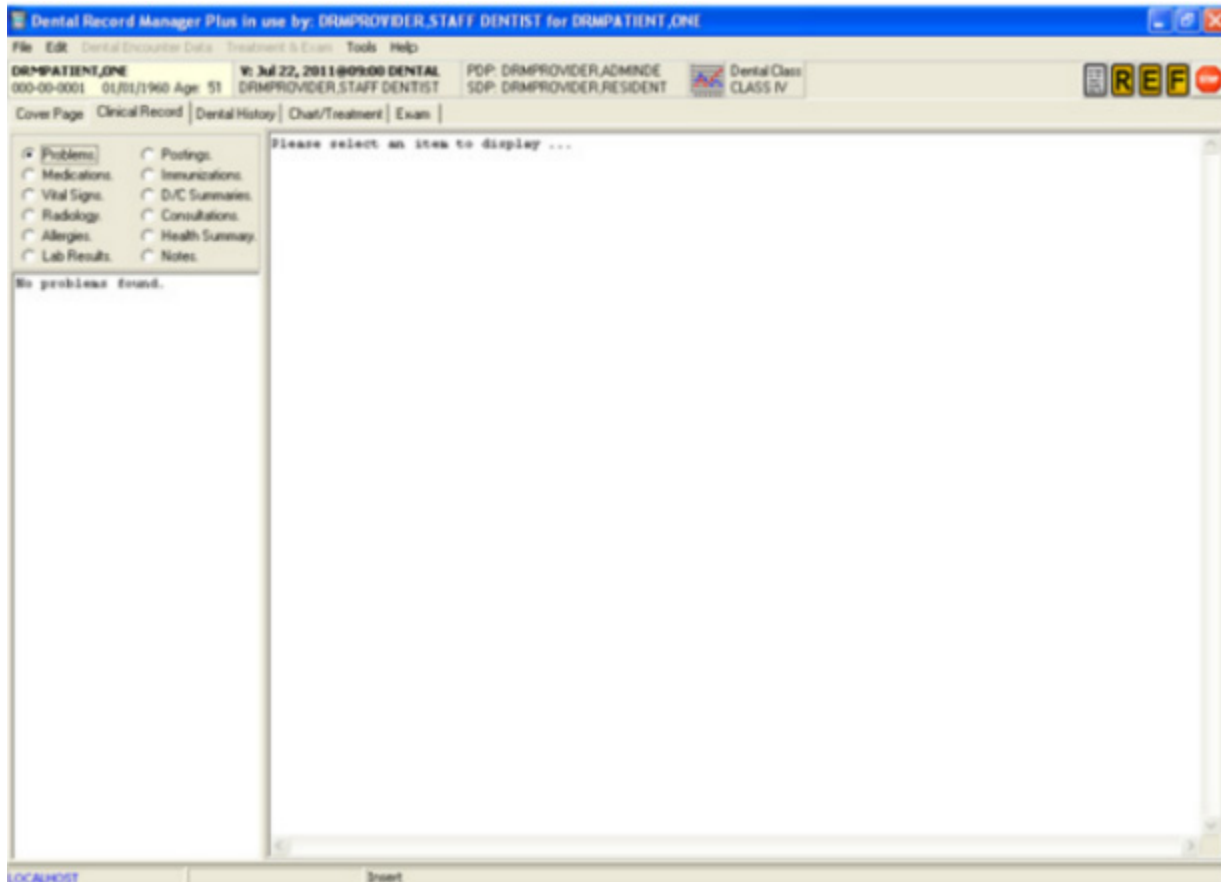 Dental Record Manager Plus in use by: DRMPROVIDER,STAFF DENTIST for DRMPATIENT,ONE
File Edit Dental Encounter Data Treatment & Exam Tools Help
DRMPATIENT,ONE V: Jul 22, 2011@09:00 DENTAL PDP: DRMPROVIDER,ADMINDE Dental Class
000-00-0001 01/01/1960 Age: 51 DRMPROVIDER,STAFF DENTIST SDP: DRMPROVIDER,RESIDENT CLASS IV
R E F STOP
Cover Page Clinical Record Dental History Chart/Treatment Exam
Problems. Postings.
Medications. Immunizations.
Vital Signs. D/C Summaries.
Radiology. Consultations.
Allergies. Health Summary.
Lab Results. Notes.
Please select an item to display ...
No problems found.
LOCALHOST Insert